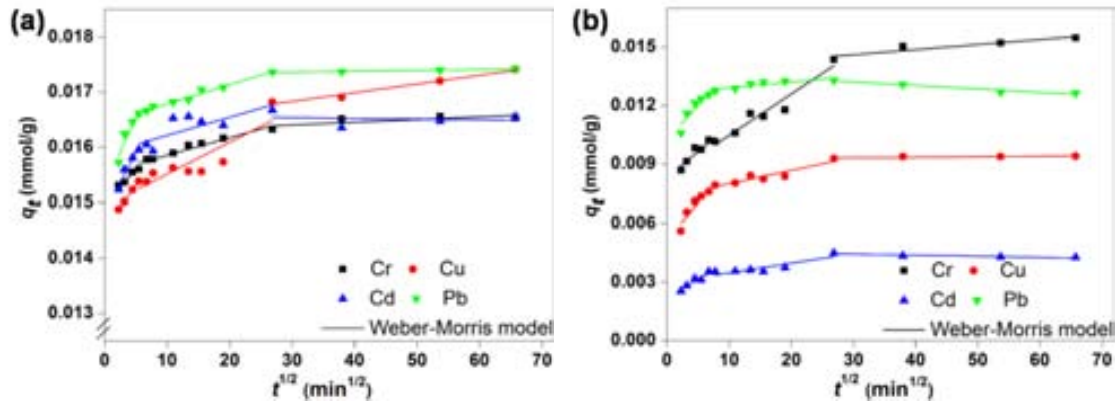 (a)
0.018
0.017
0.016
0.015
0.014
0.013
q_t (mmol/g)
Cr Cu
Cd Pb
Weber-Morris model
0 10 20 30 40 50 60 70
t^1/2 (min^1/2)
(b)
0.015
0.012
0.009
0.006
0.003
0.000
q_t (mmol/g)
Cr Cu
Cd Pb
Weber-Morris model
0 10 20 30 40 50 60 70
t^1/2 (min^1/2)